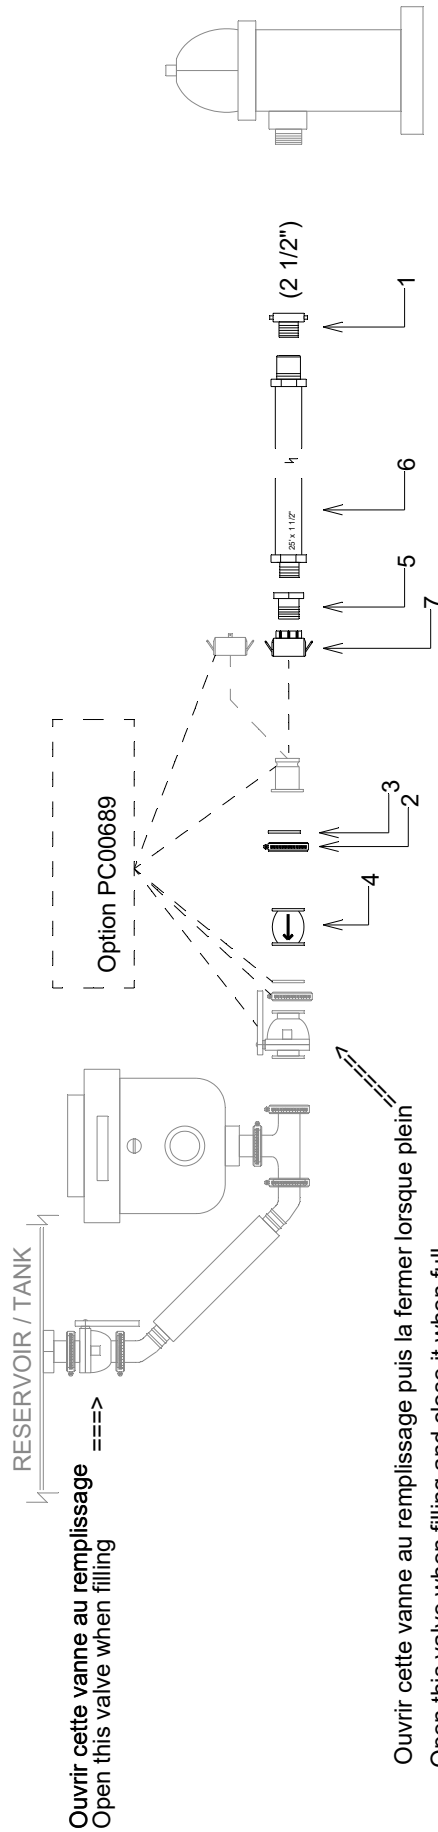 RESERVOIR / TANK
Ouvrir cette vanne au remplissage ===>
Open this valve when filling
Option PC00689
(2 1/2")
25' x 1 1/2"
1
6
5
7
3
2
4
Ouvrir cette vanne au remplissage puis la fermer lorsque plein
Open this valve when filling and close it when full